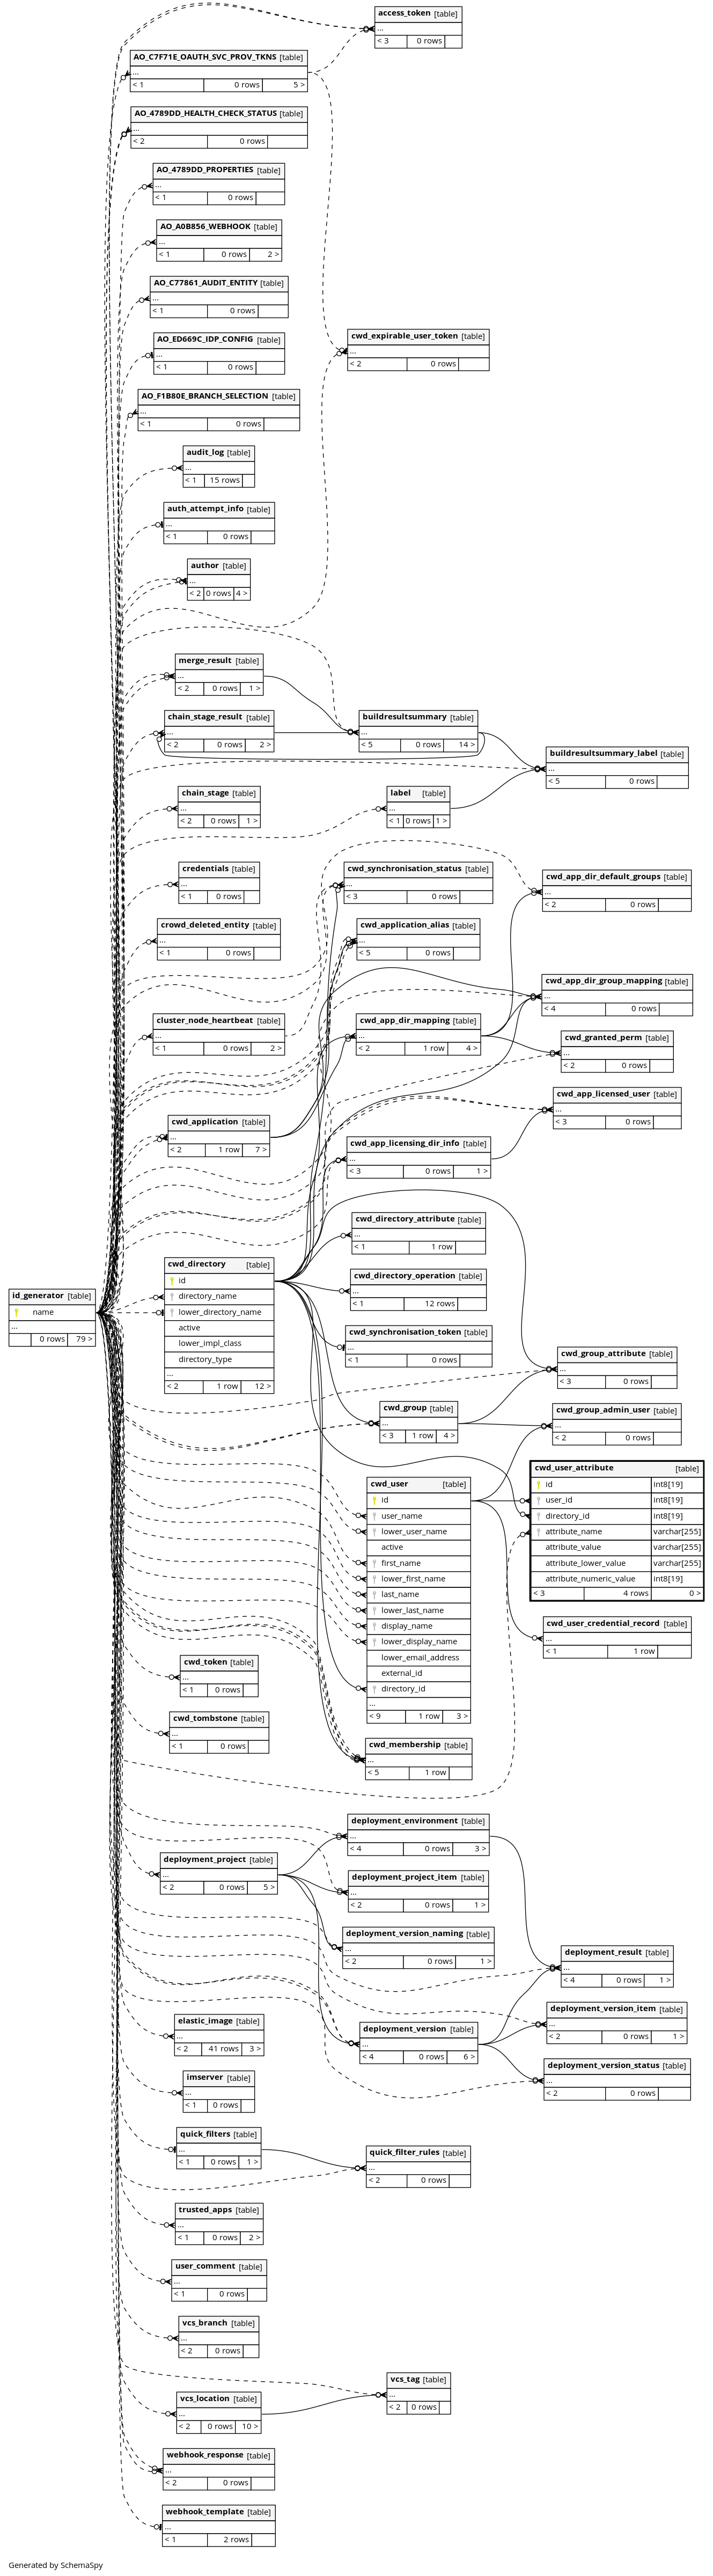 access_token [table]
...
< 3 0 rows
AO_C7F71E_OAUTH_SVC_PROV_TKNS [table]
...
< 1 0 rows 5 >
AO_4789DD_HEALTH_CHECK_STATUS [table]
...
< 2 0 rows
AO_4789DD_PROPERTIES [table]
...
< 1 0 rows
AO_A0B856_WEBHOOK [table]
...
< 1 0 rows 2 >
AO_C77861_AUDIT_ENTITY [table]
...
< 1 0 rows
AO_ED669C_IDP_CONFIG [table]
...
< 1 0 rows
cwd_expirable_user_token [table]
...
< 2 0 rows
AO_F1B80E_BRANCH_SELECTION [table]
...
< 1 0 rows
audit_log [table]
...
< 1 15 rows
auth_attempt_info [table]
...
< 1 0 rows
author [table]
...
< 2 0 rows 4 >
merge_result [table]
...
< 2 0 rows 1 >
chain_stage_result [table]
...
< 2 0 rows 2 >
buildresultsummary [table]
...
< 5 0 rows 14 >
buildresultsummary_label [table]
...
< 5 0 rows
chain_stage [table]
...
< 2 0 rows 1 >
label [table]
...
< 1 0 rows 1 >
credentials [table]
...
< 1 0 rows
cwd_synchronisation_status [table]
...
< 3 0 rows
cwd_app_dir_default_groups [table]
...
< 2 0 rows
crowd_deleted_entity [table]
...
< 1 0 rows
cwd_application_alias [table]
...
< 5 0 rows
cwd_app_dir_group_mapping [table]
...
< 4 0 rows
cluster_node_heartbeat [table]
...
< 1 0 rows 2 >
cwd_app_dir_mapping [table]
...
< 2 1 row 4 >
cwd_granted_perm [table]
...
< 2 0 rows
cwd_app_licensed_user [table]
...
< 3 0 rows
cwd_application [table]
...
< 2 1 row 7 >
cwd_app_licensing_dir_info [table]
...
< 3 0 rows 1 >
cwd_directory_attribute [table]
...
< 1 1 row
cwd_directory [table]
id
directory_name
lower_directory_name
active
lower_impl_class
directory_type
...
< 2 1 row 12 >
cwd_directory_operation [table]
...
< 1 12 rows
id_generator [table]
name
...
0 rows 79 >
cwd_synchronisation_token [table]
...
< 1 0 rows
cwd_group_attribute [table]
...
< 3 0 rows
cwd_group [table]
...
< 3 1 row 4 >
cwd_group_admin_user [table]
...
< 2 0 rows
cwd_user_attribute [table]
id int8[19]
user_id int8[19]
directory_id int8[19]
attribute_name varchar[255]
attribute_value varchar[255]
attribute_lower_value varchar[255]
attribute_numeric_value int8[19]
< 3 4 rows 0 >
cwd_user [table]
id
user_name
lower_user_name
active
first_name
lower_first_name
last_name
lower_last_name
display_name
lower_display_name
lower_email_address
external_id
directory_id
...
< 9 1 row 3 >
cwd_user_credential_record [table]
...
< 1 1 row
cwd_token [table]
...
< 1 0 rows
cwd_tombstone [table]
...
< 1 0 rows
cwd_membership [table]
...
< 5 1 row
deployment_environment [table]
...
< 4 0 rows 3 >
deployment_project [table]
...
< 2 0 rows 5 >
deployment_project_item [table]
...
< 2 0 rows 1 >
deployment_version_naming [table]
...
< 2 0 rows 1 >
deployment_result [table]
...
< 4 0 rows 1 >
deployment_version_item [table]
...
< 2 0 rows 1 >
elastic_image [table]
...
< 2 41 rows 3 >
deployment_version [table]
...
< 4 0 rows 6 >
deployment_version_status [table]
...
< 2 0 rows
imserver [table]
...
< 1 0 rows
quick_filters [table]
...
< 1 0 rows 1 >
quick_filter_rules [table]
...
< 2 0 rows
trusted_apps [table]
...
< 1 0 rows 2 >
user_comment [table]
...
< 1 0 rows
vcs_branch [table]
...
< 2 0 rows
vcs_tag [table]
...
< 2 0 rows
vcs_location [table]
...
< 2 0 rows 10 >
webhook_response [table]
...
< 2 0 rows
webhook_template [table]
...
< 1 2 rows
Generated by SchemaSpy